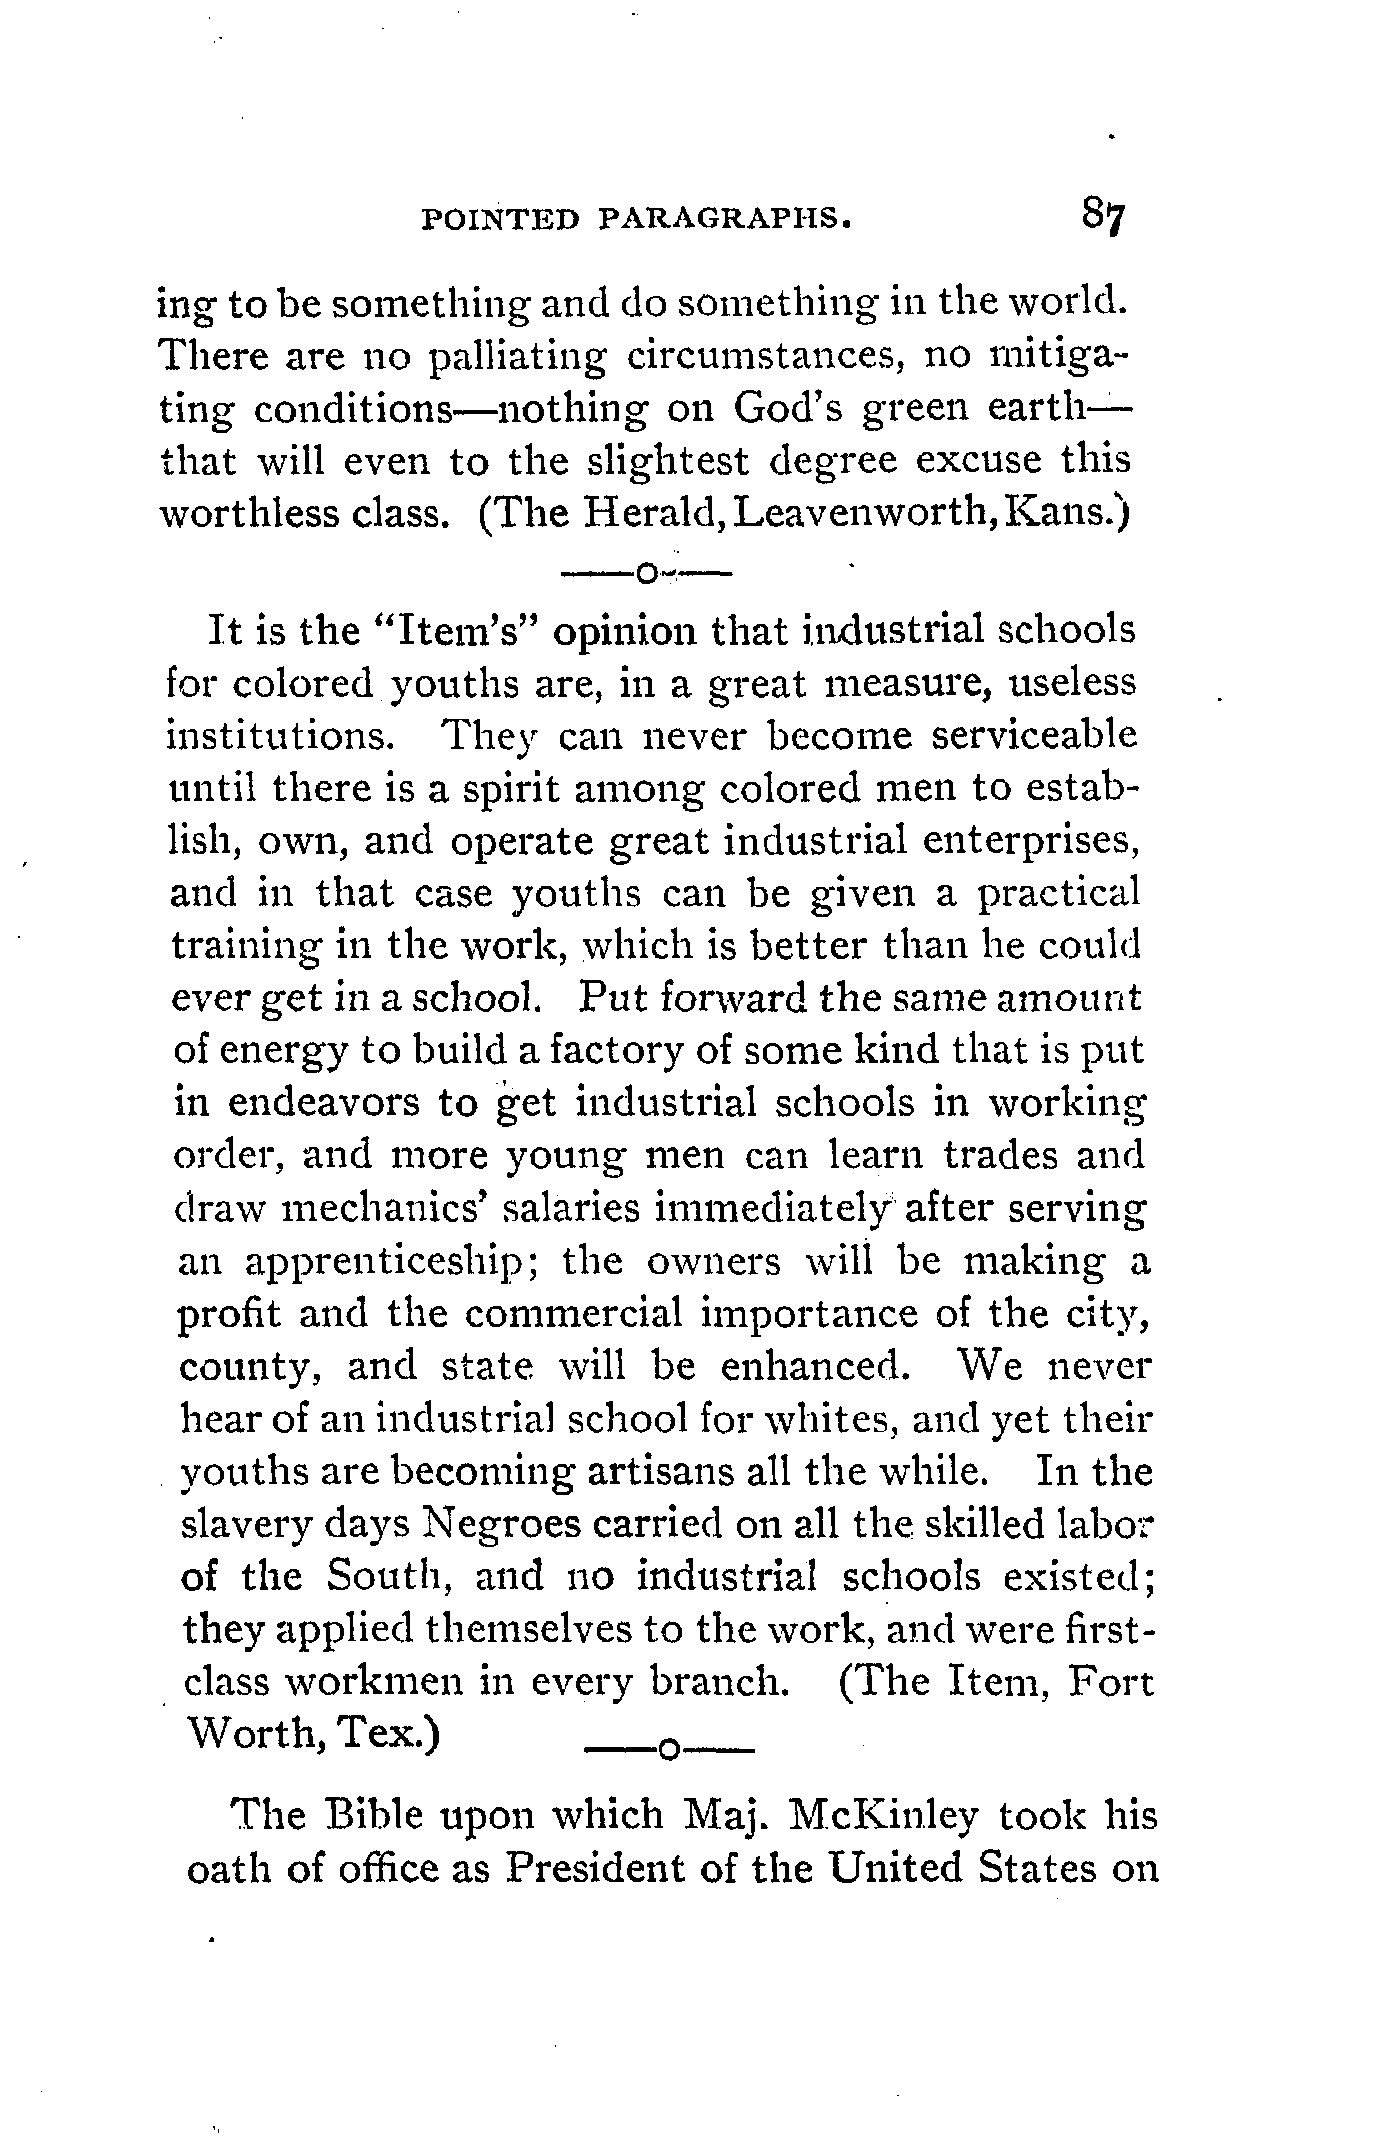 POINTED PARAGRAPHS. 87
ing to be something and do something in the world.
There are no palliating circumstances, no mitiga-
ting conditions—nothing on God's green earth—
that will even to the slightest degree excuse this
worthless class. (The Herald, Leavenworth, Kans.)
It is the "Item's" opinion that industrial schools
for colored youths are, in a great measure, useless
institutions. They can never become serviceable
until there is a spirit among colored men to estab-
lish, own, and operate great industrial enterprises,
and in that case youths can be given a practical
training in the work, which is better than he could
ever get in a school. Put forward the same amount
of energy to build a factory of some kind that is put
in endeavors to get industrial schools in working
order, and more young men can learn trades and
draw mechanics' salaries immediately after serving
an apprenticeship; the owners will be making a
profit and the commercial importance of the city,
county, and state will be enhanced. We never
hear of an industrial school for whites, and yet their
youths are becoming artisans all the while. In the
slavery days Negroes carried on all the skilled labor
of the South, and no industrial schools existed;
they applied themselves to the work, and were first-
class workmen in every branch. (The Item, Fort
Worth, Tex.)
The Bible upon which Maj. McKinley took his
oath of office as President of the United States on